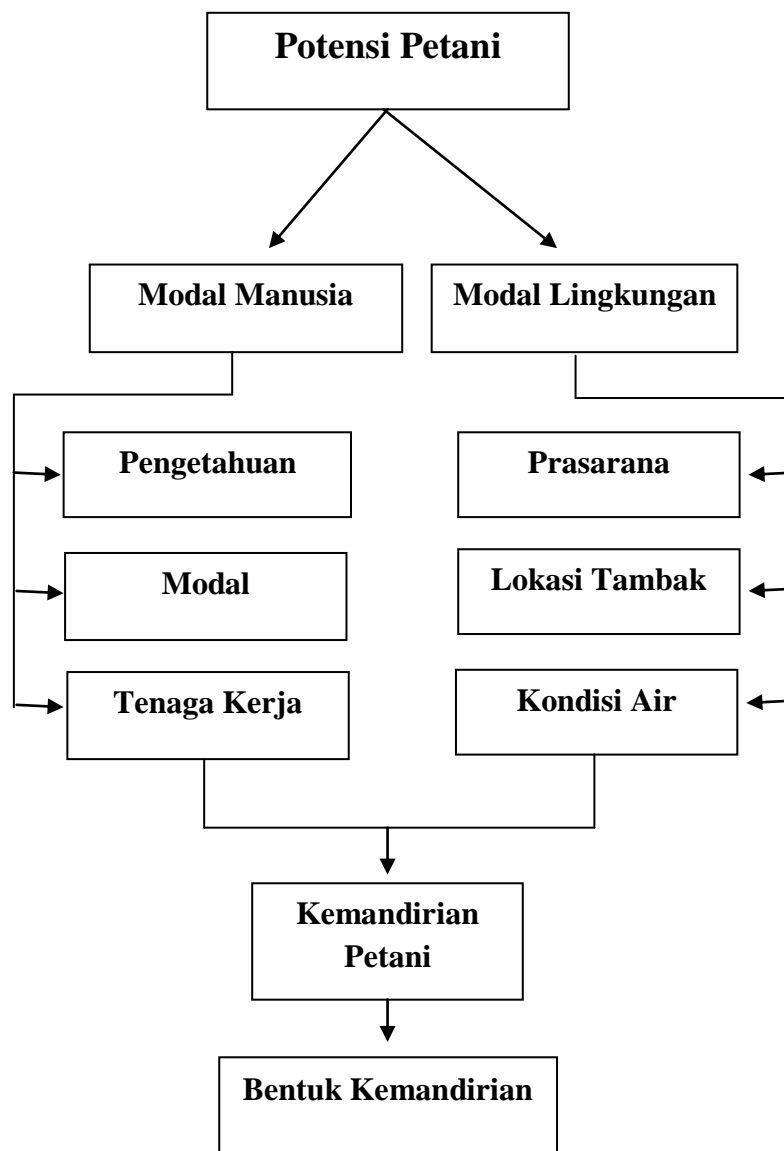 Potensi Petani
Modal Manusia
Modal Lingkungan
Pengetahuan
Prasarana
Modal
Lokasi Tambak
Tenaga Kerja
Kondisi Air
Kemandirian
Petani
Bentuk Kemandirian